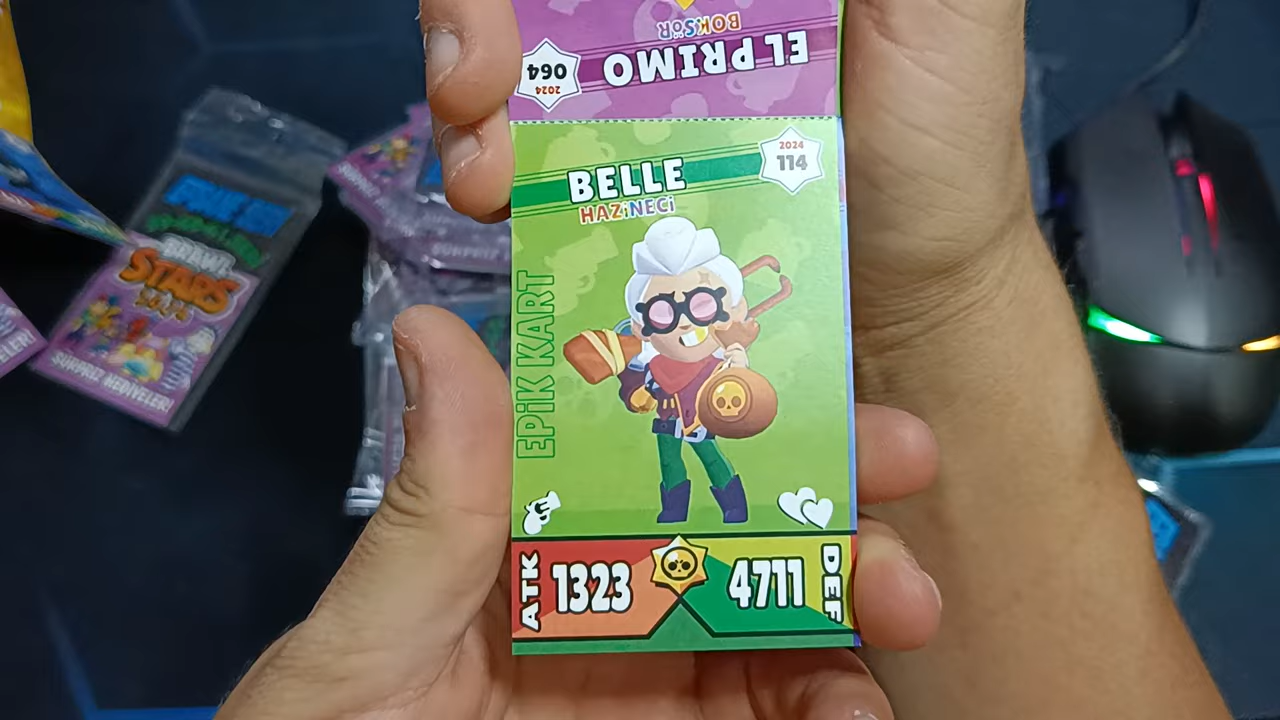 BOKSÖR
EL PRIMO
2024
064
BELLE
HAZİNECİ
2024
114
EPİK KART
ATK
1323
4711
DEF
BRAWL
STARS
SÜRPRİZ HEDİYELER!